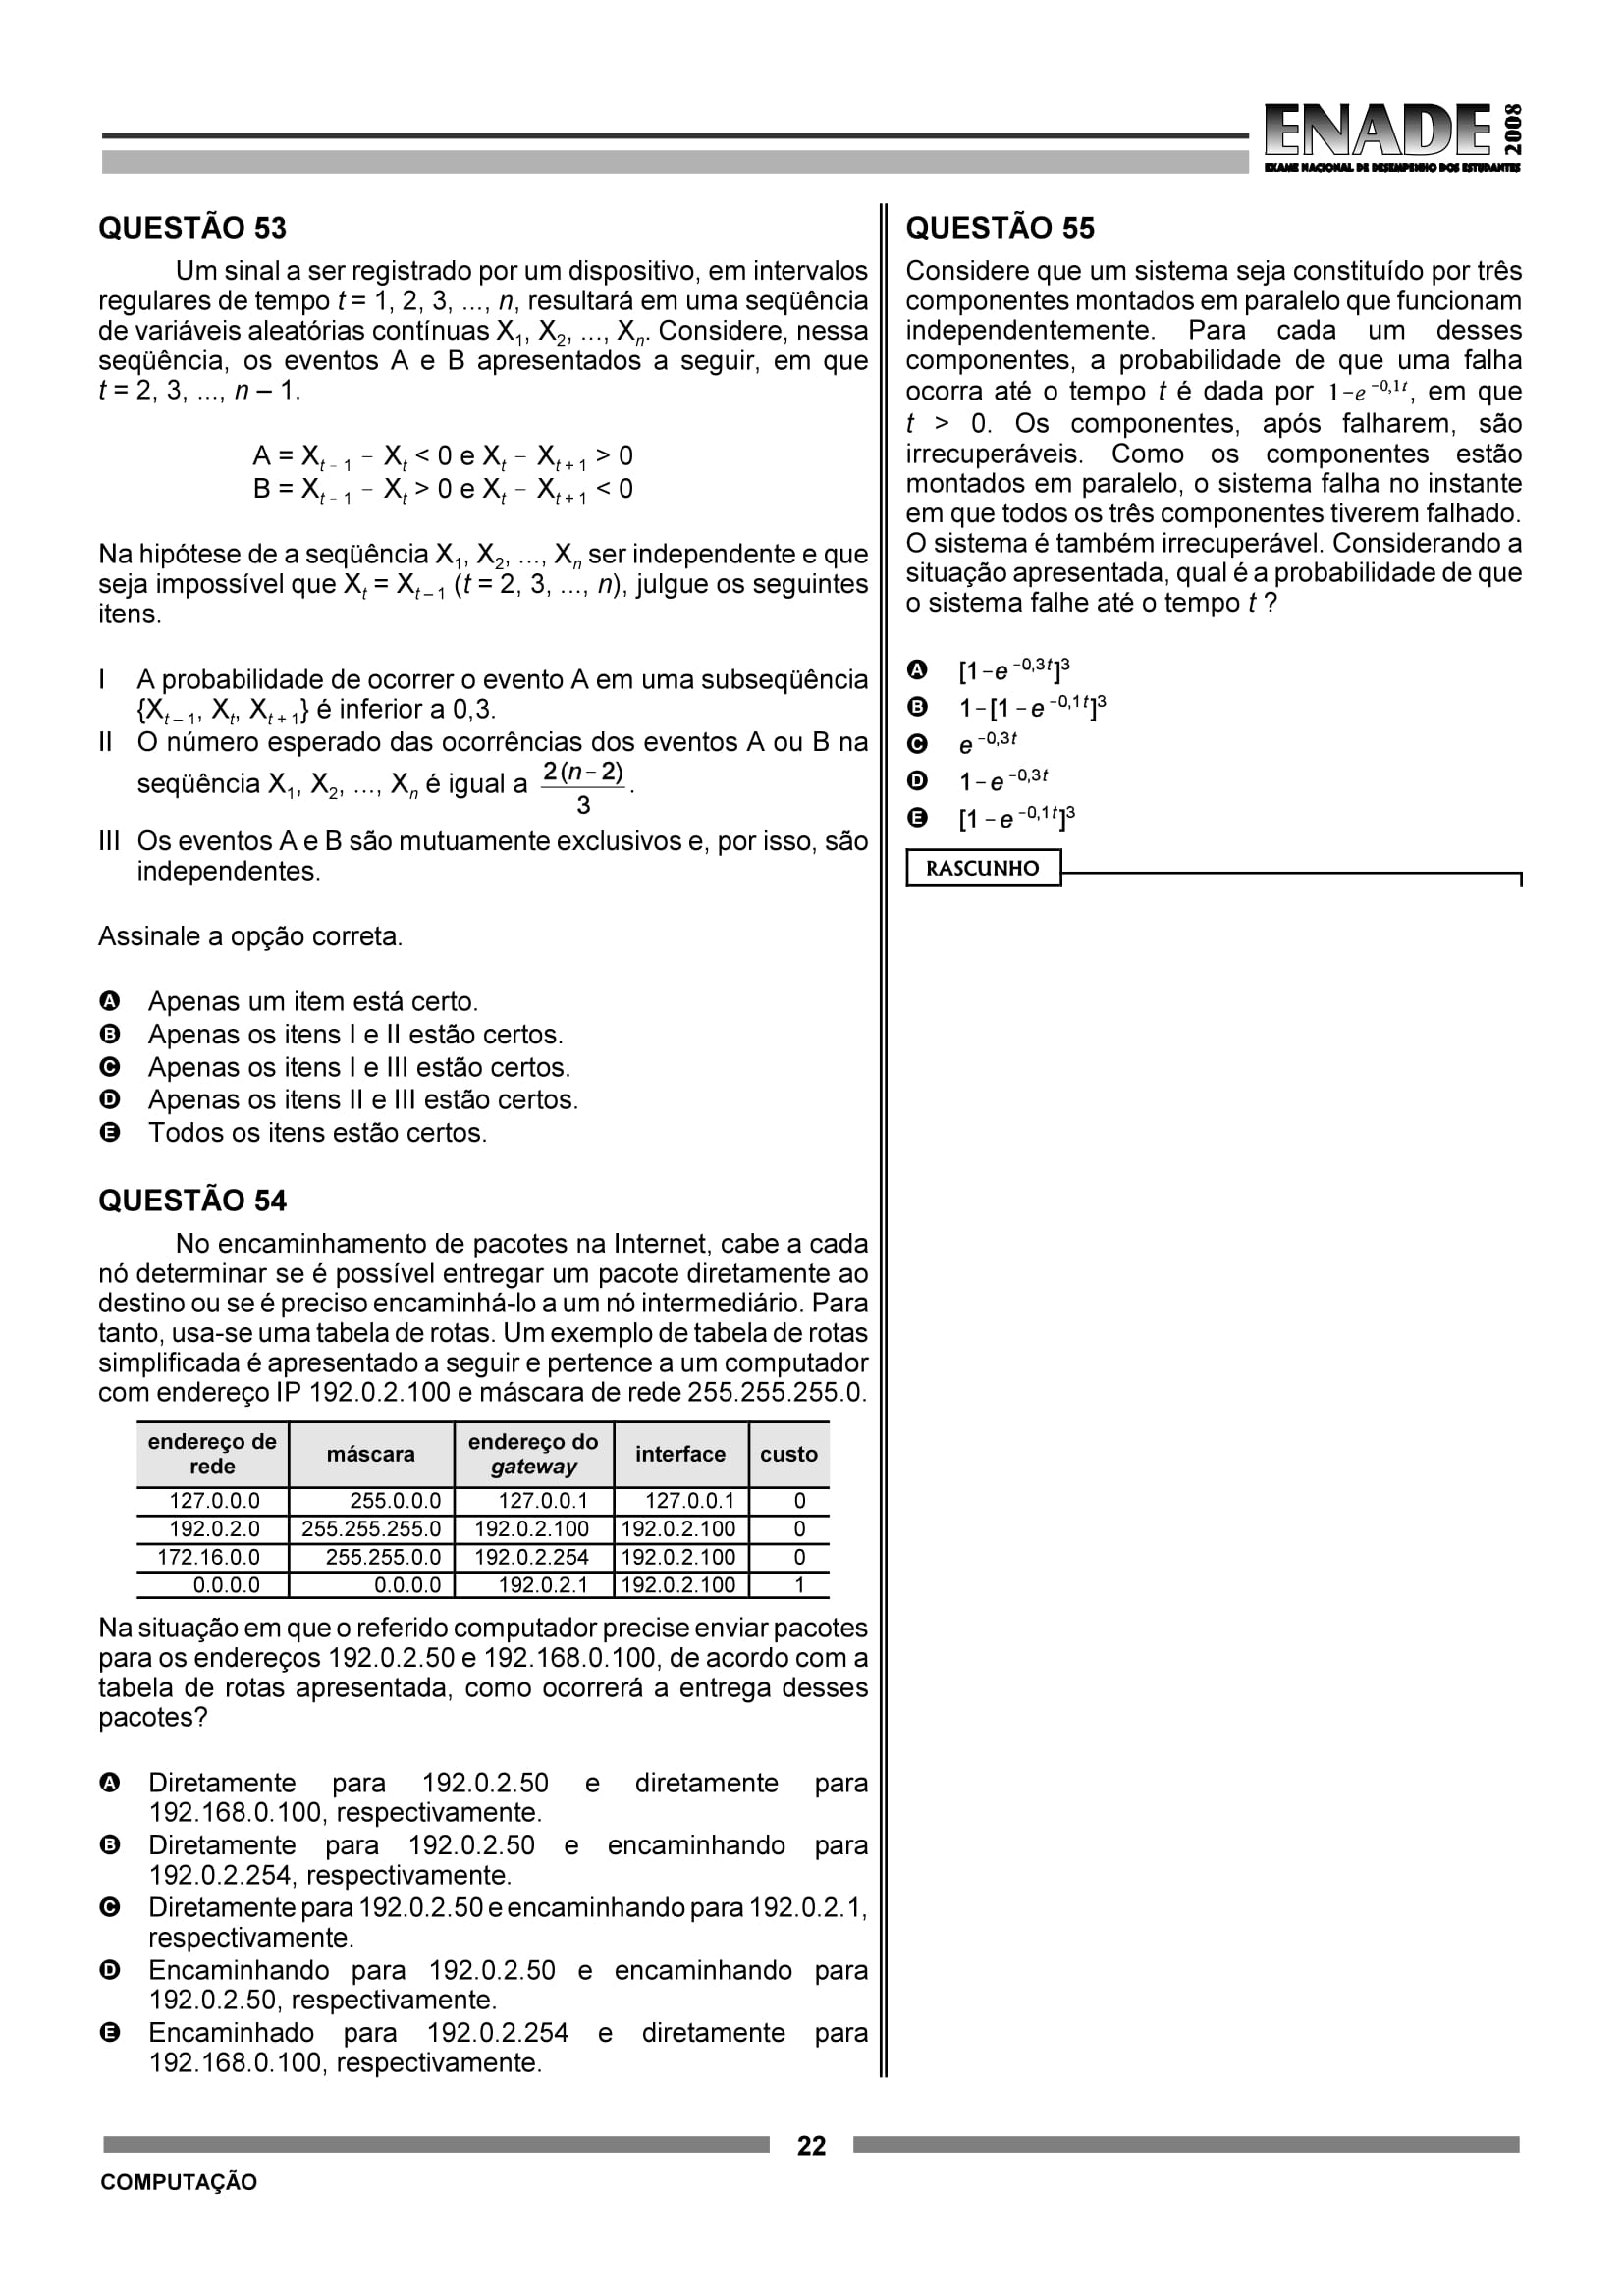 ENADE 2008
EXAME NACIONAL DE DESEMPENHO DOS ESTUDANTES
QUESTÃO 53
Um sinal a ser registrado por um dispositivo, em intervalos
regulares de tempo t = 1, 2, 3, ..., n, resultará em uma seqüência
de variáveis aleatórias contínuas X₁, X₂, ..., Xₙ. Considere, nessa
seqüência, os eventos A e B apresentados a seguir, em que
t = 2, 3, ..., n – 1.
A = Xₜ₋₁ − Xₜ < 0 e Xₜ − Xₜ₊₁ > 0
B = Xₜ₋₁ − Xₜ > 0 e Xₜ − Xₜ₊₁ < 0
Na hipótese de a seqüência X₁, X₂, ..., Xₙ ser independente e que
seja impossível que Xₜ = Xₜ₋₁ (t = 2, 3, ..., n), julgue os seguintes
itens.
I A probabilidade de ocorrer o evento A em uma subseqüência
{Xₜ₋₁, Xₜ, Xₜ₊₁} é inferior a 0,3.
II O número esperado das ocorrências dos eventos A ou B na
seqüência X₁, X₂, ..., Xₙ é igual a 2(n−2)/3.
III Os eventos A e B são mutuamente exclusivos e, por isso, são
independentes.
Assinale a opção correta.
A Apenas um item está certo.
B Apenas os itens I e II estão certos.
C Apenas os itens I e III estão certos.
D Apenas os itens II e III estão certos.
E Todos os itens estão certos.
QUESTÃO 54
No encaminhamento de pacotes na Internet, cabe a cada
nó determinar se é possível entregar um pacote diretamente ao
destino ou se é preciso encaminhá-lo a um nó intermediário. Para
tanto, usa-se uma tabela de rotas. Um exemplo de tabela de rotas
simplificada é apresentado a seguir e pertence a um computador
com endereço IP 192.0.2.100 e máscara de rede 255.255.255.0.
endereço de rede máscara endereço do gateway interface custo
127.0.0.0 255.0.0.0 127.0.0.1 127.0.0.1 0
192.0.2.0 255.255.255.0 192.0.2.100 192.0.2.100 0
172.16.0.0 255.255.0.0 192.0.2.254 192.0.2.100 0
0.0.0.0 0.0.0.0 192.0.2.1 192.0.2.100 1
Na situação em que o referido computador precise enviar pacotes
para os endereços 192.0.2.50 e 192.168.0.100, de acordo com a
tabela de rotas apresentada, como ocorrerá a entrega desses
pacotes?
A Diretamente para 192.0.2.50 e diretamente para
192.168.0.100, respectivamente.
B Diretamente para 192.0.2.50 e encaminhando para
192.0.2.254, respectivamente.
C Diretamente para 192.0.2.50 e encaminhando para 192.0.2.1,
respectivamente.
D Encaminhando para 192.0.2.50 e encaminhando para
192.0.2.50, respectivamente.
E Encaminhado para 192.0.2.254 e diretamente para
192.168.0.100, respectivamente.
QUESTÃO 55
Considere que um sistema seja constituído por três
componentes montados em paralelo que funcionam
independentemente. Para cada um desses
componentes, a probabilidade de que uma falha
ocorra até o tempo t é dada por 1−e^−0,1t, em que
t > 0. Os componentes, após falharem, são
irrecuperáveis. Como os componentes estão
montados em paralelo, o sistema falha no instante
em que todos os três componentes tiverem falhado.
O sistema é também irrecuperável. Considerando a
situação apresentada, qual é a probabilidade de que
o sistema falhe até o tempo t ?
A [1−e^−0,3t]³
B 1−[1−e^−0,1t]³
C e^−0,3t
D 1−e^−0,3t
E [1−e^−0,1t]³
RASCUNHO
22
COMPUTAÇÃO